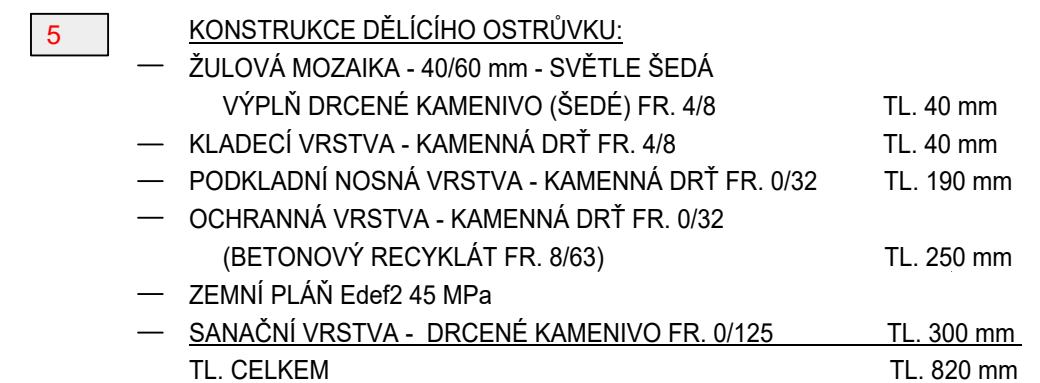 5
KONSTRUKCE DĚLÍCÍHO OSTRŮVKU:
— ŽULOVÁ MOZAIKA - 40/60 mm - SVĚTLE ŠEDÁ
VÝPLŇ DRCENÉ KAMENIVO (ŠEDÉ) FR. 4/8 TL. 40 mm
— KLADECÍ VRSTVA - KAMENNÁ DRŤ FR. 4/8 TL. 40 mm
— PODKLADNÍ NOSNÁ VRSTVA - KAMENNÁ DRŤ FR. 0/32 TL. 190 mm
— OCHRANNÁ VRSTVA - KAMENNÁ DRŤ FR. 0/32
(BETONOVÝ RECYKLÁT FR. 8/63) TL. 250 mm
— ZEMNÍ PLÁŇ Edef2 45 MPa
— SANAČNÍ VRSTVA - DRCENÉ KAMENIVO FR. 0/125 TL. 300 mm
TL. CELKEM TL. 820 mm